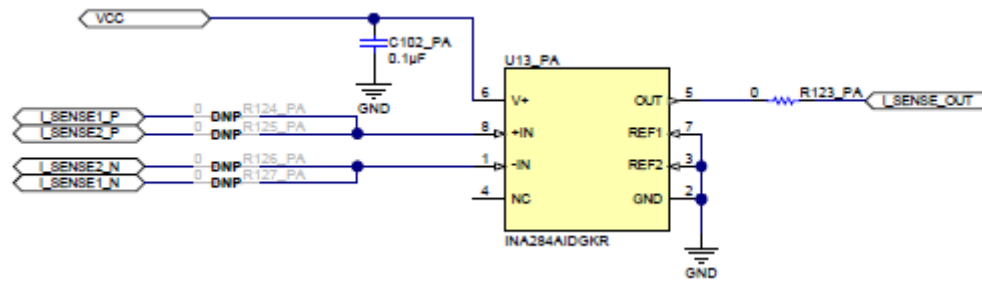 VCC
C102_PA
0.1µF
GND
U13_PA
6 V+ OUT 5 0 R123_PA I_SENSE_OUT
I_SENSE1_P 0 DNP R124_PA
I_SENSE2_P 0 DNP R125_PA 8 +IN REF1 7
I_SENSE2_N 0 DNP R126_PA 1 -IN REF2 3
I_SENSE1_N 0 DNP R127_PA
4 NC GND 2
INA284AIDGKR
GND